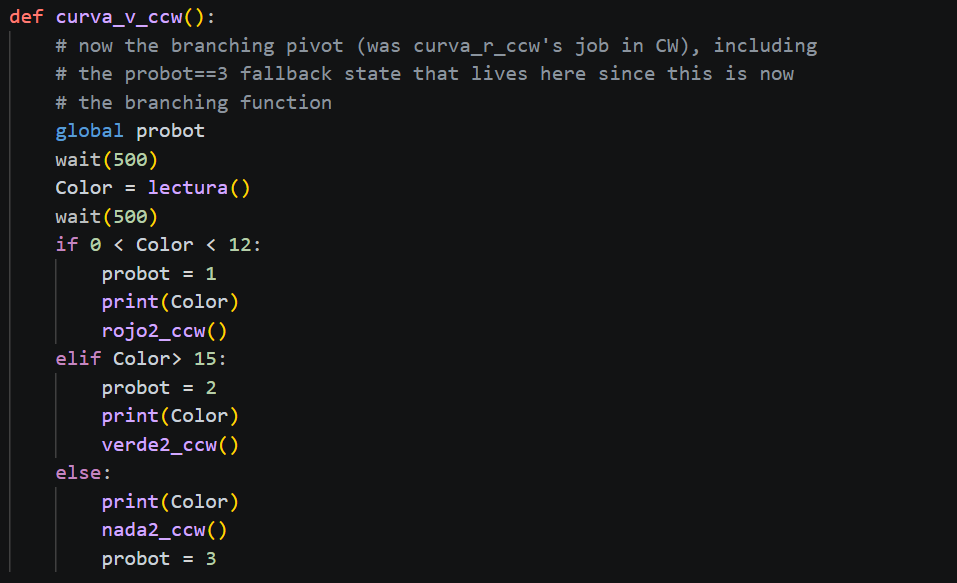 def curva_v_ccw():
    # now the branching pivot (was curva_r_ccw's job in CW), including
    # the probot==3 fallback state that lives here since this is now
    # the branching function
    global probot
    wait(500)
    Color = lectura()
    wait(500)
    if 0 < Color < 12:
        probot = 1
        print(Color)
        rojo2_ccw()
    elif Color> 15:
        probot = 2
        print(Color)
        verde2_ccw()
    else:
        print(Color)
        nada2_ccw()
        probot = 3